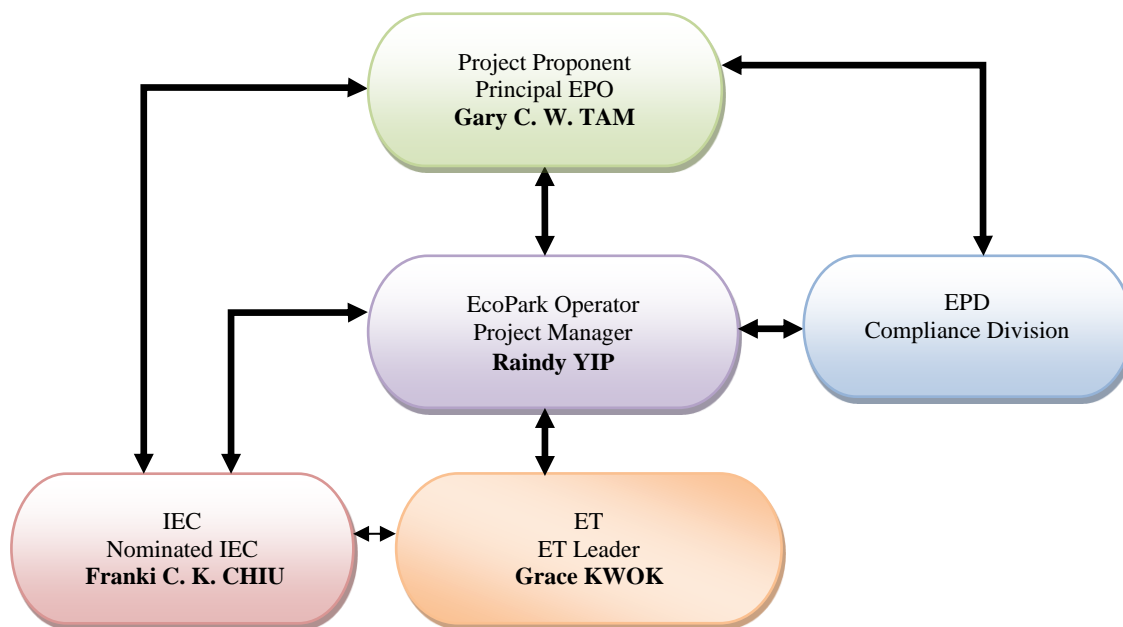 Project Proponent
Principal EPO
Gary C. W. TAM
EcoPark Operator
Project Manager
Raindy YIP
EPD
Compliance Division
IEC
Nominated IEC
Franki C. K. CHIU
ET
ET Leader
Grace KWOK